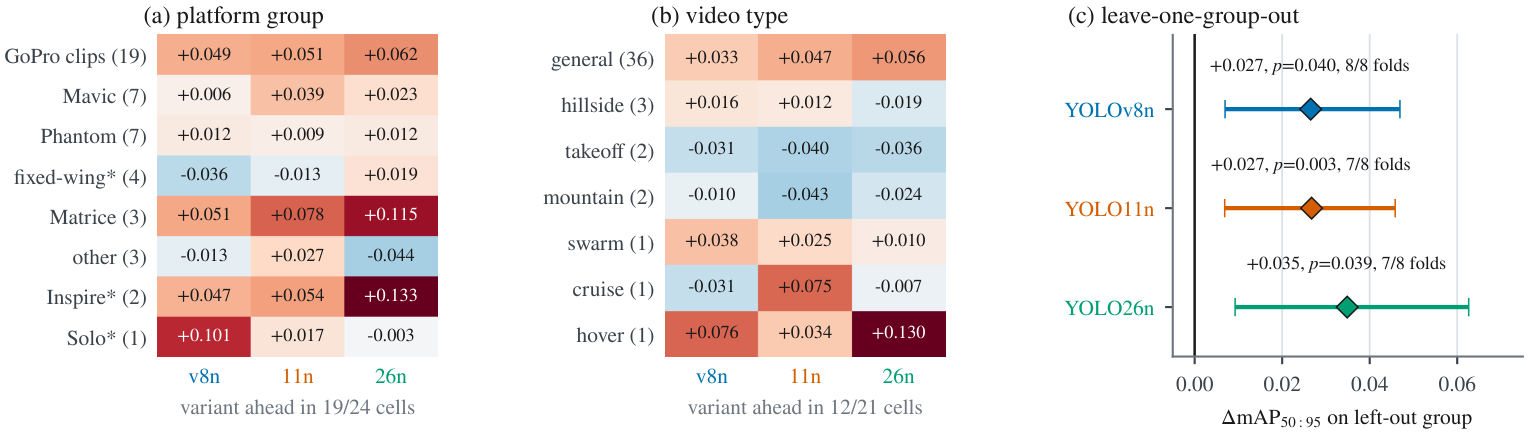 (a) platform group
GoPro clips (19) +0.049 +0.051 +0.062
Mavic (7) +0.006 +0.039 +0.023
Phantom (7) +0.012 +0.009 +0.012
fixed-wing* (4) -0.036 -0.013 +0.019
Matrice (3) +0.051 +0.078 +0.115
other (3) -0.013 +0.027 -0.044
Inspire* (2) +0.047 +0.054 +0.133
Solo* (1) +0.101 +0.017 -0.003
v8n 11n 26n
variant ahead in 19/24 cells
(b) video type
general (36) +0.033 +0.047 +0.056
hillside (3) +0.016 +0.012 -0.019
takeoff (2) -0.031 -0.040 -0.036
mountain (2) -0.010 -0.043 -0.024
swarm (1) +0.038 +0.025 +0.010
cruise (1) -0.031 +0.075 -0.007
hover (1) +0.076 +0.034 +0.130
v8n 11n 26n
variant ahead in 12/21 cells
(c) leave-one-group-out
+0.027, p=0.040, 8/8 folds
YOLOv8n
+0.027, p=0.003, 7/8 folds
YOLO11n
+0.035, p=0.039, 7/8 folds
YOLO26n
0.00 0.02 0.04 0.06
ΔmAP50:95 on left-out group